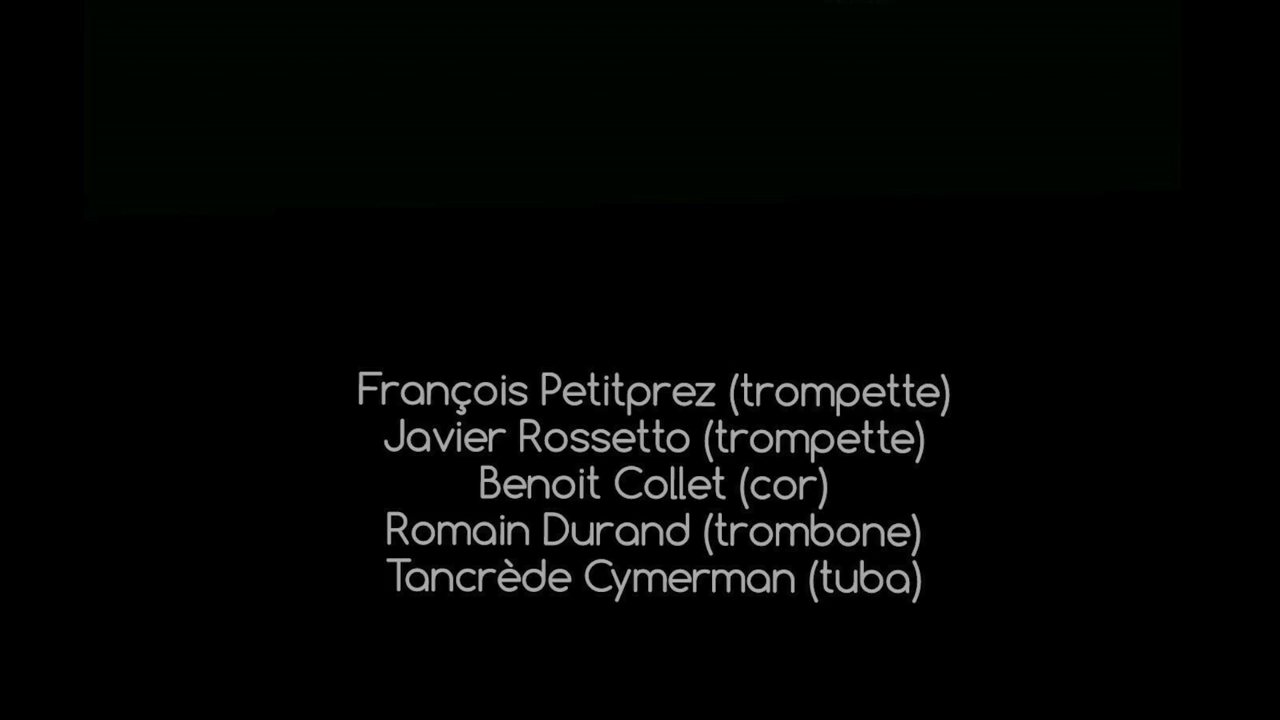 François Petitprez (trompette)
Javier Rossetto (trompette)
Benoit Collet (cor)
Romain Durand (trombone)
Tancrède Cymerman (tuba)